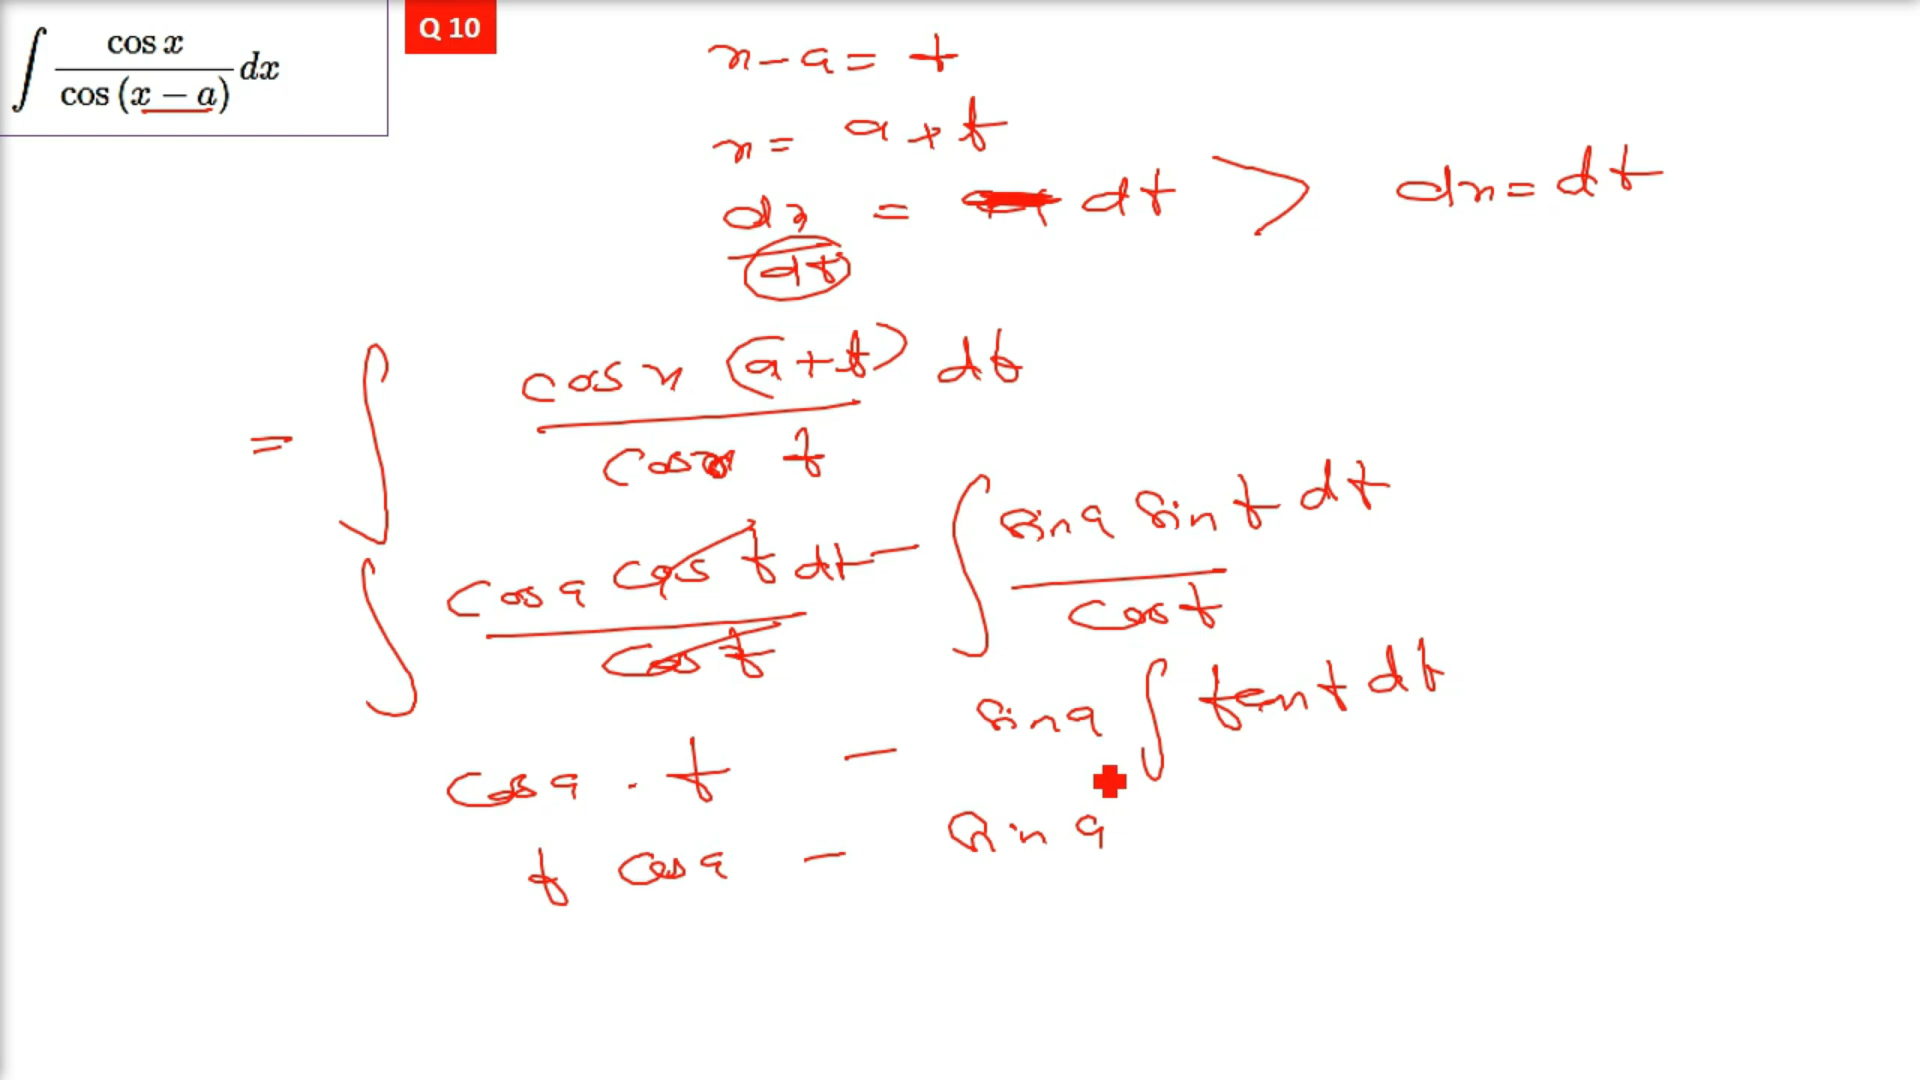 ∫ cos x / cos (x − a) dx
Q 10
x − a = t
x = a + t
dx/dt = dt > dx = dt
= ∫ cos x (a + t) dt / cos t
∫ cos a cos t dt / cos t − ∫ sin a sin t dt / cos t
cos a . t − sin a ∫ tan t dt
t cos a − sin a